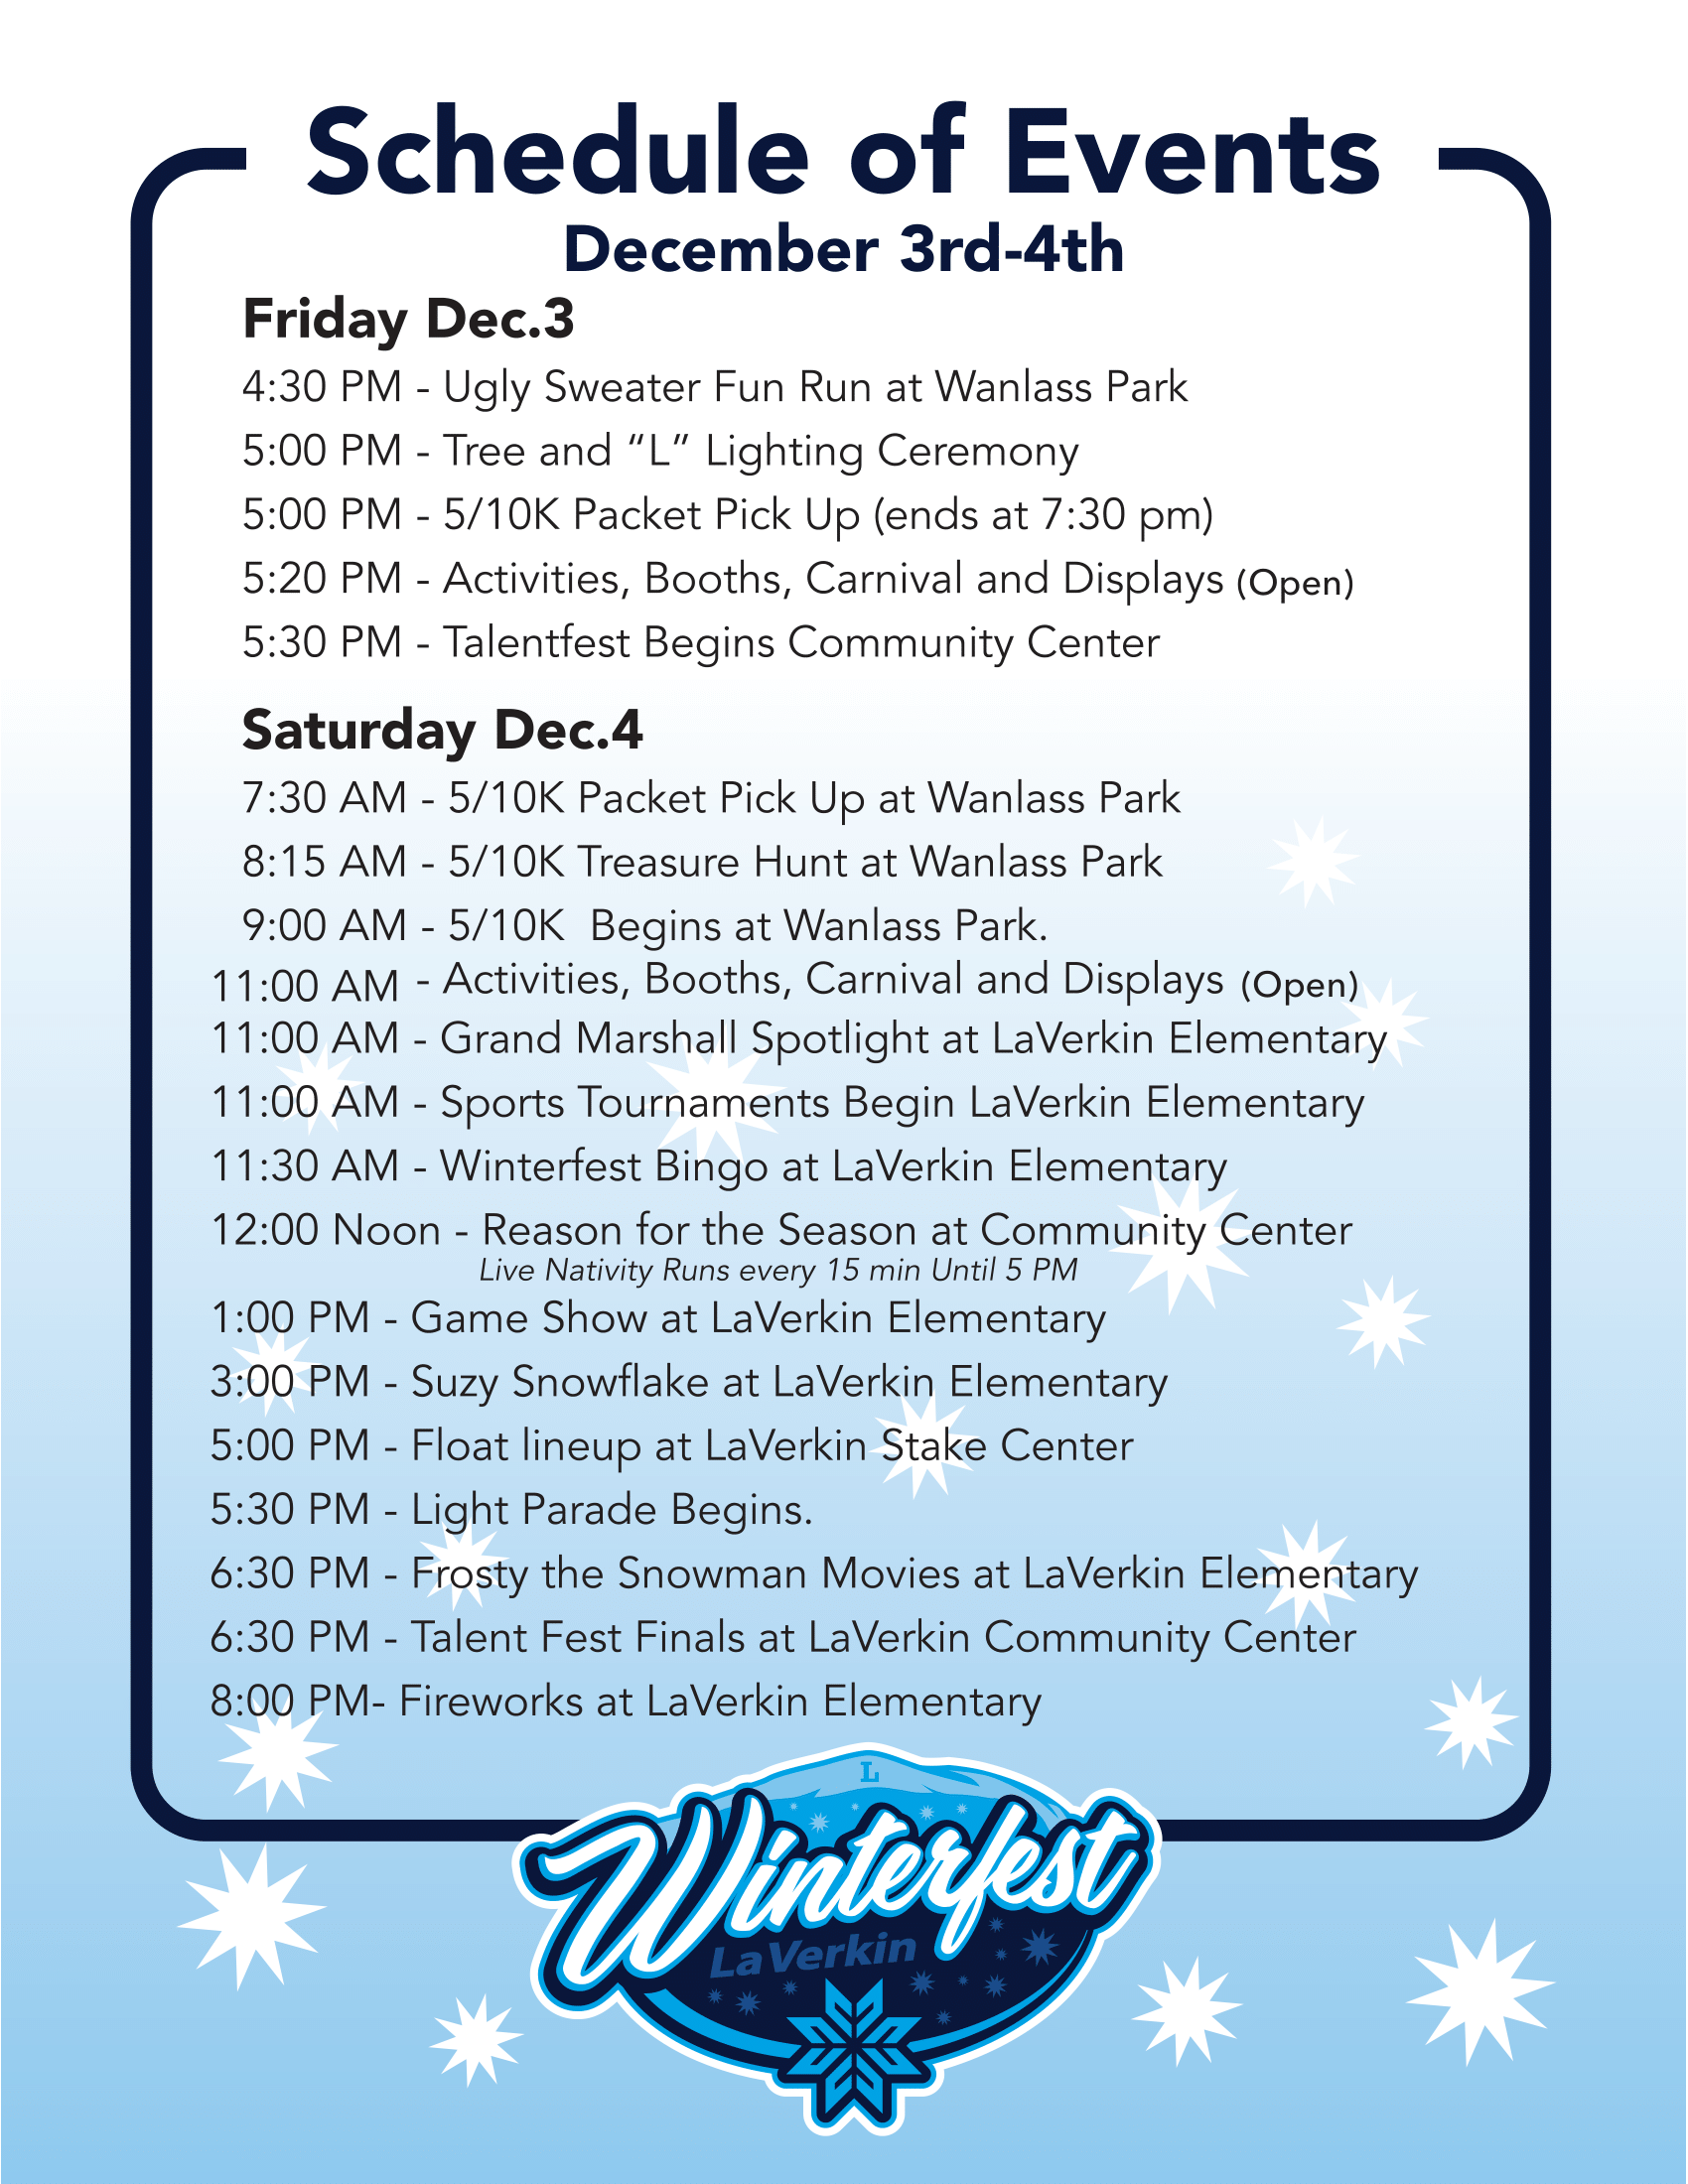 Schedule of Events
December 3rd-4th
Friday Dec.3
4:30 PM - Ugly Sweater Fun Run at Wanlass Park
5:00 PM - Tree and “L” Lighting Ceremony
5:00 PM - 5/10K Packet Pick Up (ends at 7:30 pm)
5:20 PM - Activities, Booths, Carnival and Displays (Open)
5:30 PM - Talentfest Begins Community Center
Saturday Dec.4
7:30 AM - 5/10K Packet Pick Up at Wanlass Park
8:15 AM - 5/10K Treasure Hunt at Wanlass Park
9:00 AM - 5/10K  Begins at Wanlass Park.
11:00 AM - Activities, Booths, Carnival and Displays (Open)
11:00 AM - Grand Marshall Spotlight at LaVerkin Elementary
11:00 AM - Sports Tournaments Begin LaVerkin Elementary
11:30 AM - Winterfest Bingo at LaVerkin Elementary
12:00 Noon - Reason for the Season at Community Center
Live Nativity Runs every 15 min Until 5 PM
1:00 PM - Game Show at LaVerkin Elementary
3:00 PM - Suzy Snowflake at LaVerkin Elementary
5:00 PM - Float lineup at LaVerkin Stake Center
5:30 PM - Light Parade Begins.
6:30 PM - Frosty the Snowman Movies at LaVerkin Elementary
6:30 PM - Talent Fest Finals at LaVerkin Community Center
8:00 PM- Fireworks at LaVerkin Elementary
L
Winterfest
LaVerkin